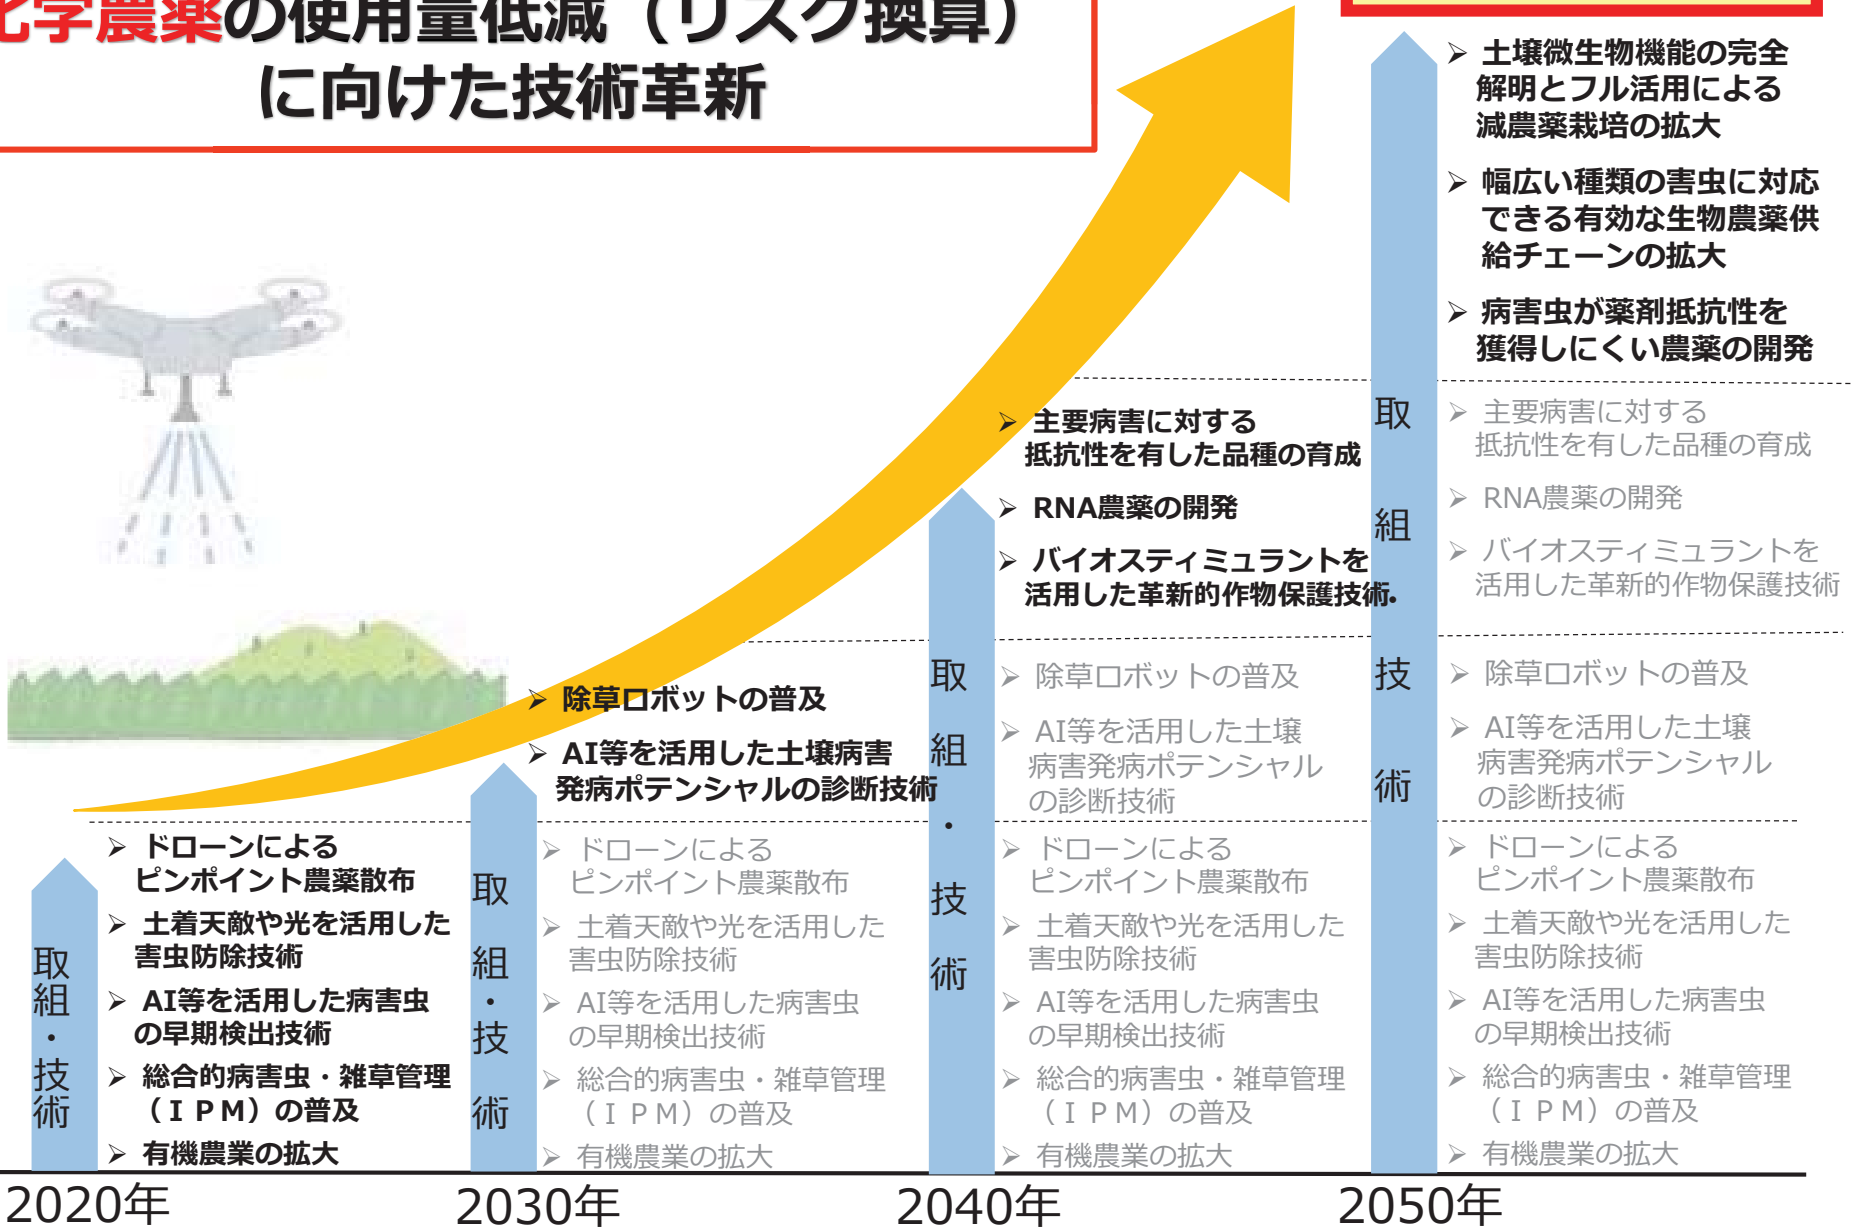 化学農薬の使用量低減（リスク換算）
に向けた技術革新
➢ 土壌微生物機能の完全
解明とフル活用による
減農薬栽培の拡大
➢ 幅広い種類の害虫に対応
できる有効な生物農薬供
給チェーンの拡大
➢ 病害虫が薬剤抵抗性を
獲得しにくい農薬の開発
➢ 主要病害に対する
抵抗性を有した品種の育成
➢ RNA農薬の開発
➢ バイオスティミュラントを
活用した革新的作物保護技術
取組・技術
➢ 主要病害に対する
抵抗性を有した品種の育成
➢ RNA農薬の開発
➢ バイオスティミュラントを
活用した革新的作物保護技術
➢ 除草ロボットの普及
➢ AI等を活用した土壌病害
発病ポテンシャルの診断技術
取組・技術
➢ 除草ロボットの普及
➢ AI等を活用した土壌
病害発病ポテンシャル
の診断技術
➢ 除草ロボットの普及
➢ AI等を活用した土壌
病害発病ポテンシャル
の診断技術
取組・技術
➢ ドローンによる
ピンポイント農薬散布
➢ 土着天敵や光を活用した
害虫防除技術
➢ AI等を活用した病害虫
の早期検出技術
➢ 総合的病害虫・雑草管理
（ＩＰＭ）の普及
➢ 有機農業の拡大
取組・技術
➢ ドローンによる
ピンポイント農薬散布
➢ 土着天敵や光を活用した
害虫防除技術
➢ AI等を活用した病害虫
の早期検出技術
➢ 総合的病害虫・雑草管理
（ＩＰＭ）の普及
➢ 有機農業の拡大
➢ ドローンによる
ピンポイント農薬散布
➢ 土着天敵や光を活用した
害虫防除技術
➢ AI等を活用した病害虫
の早期検出技術
➢ 総合的病害虫・雑草管理
（ＩＰＭ）の普及
➢ 有機農業の拡大
➢ ドローンによる
ピンポイント農薬散布
➢ 土着天敵や光を活用した
害虫防除技術
➢ AI等を活用した病害虫
の早期検出技術
➢ 総合的病害虫・雑草管理
（ＩＰＭ）の普及
➢ 有機農業の拡大
2020年
2030年
2040年
2050年